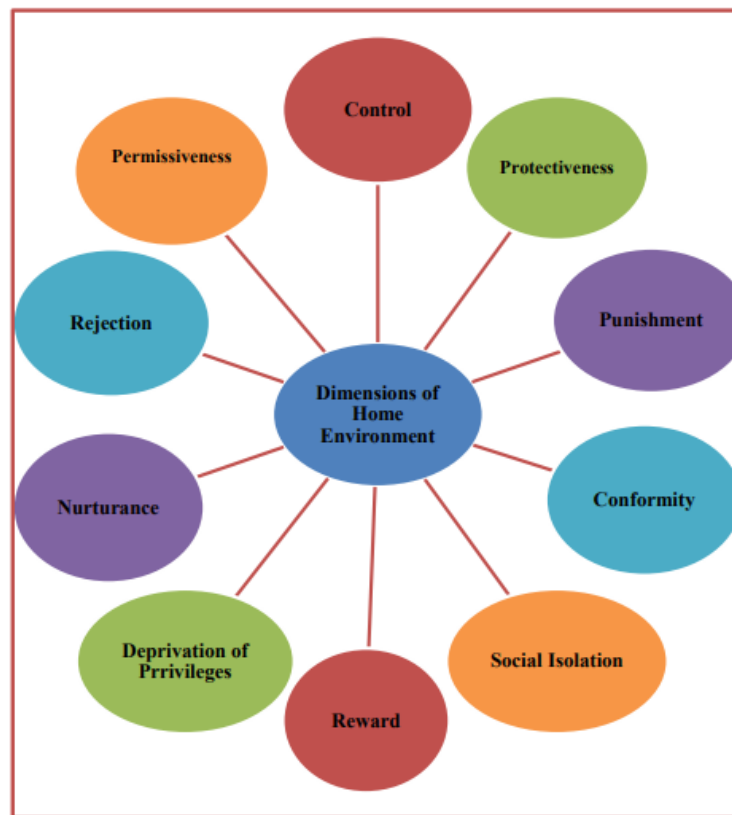 Control
Permissiveness
Protectiveness
Rejection
Punishment
Dimensions of
Home
Environment
Nurturance
Conformity
Deprivation of
Prrivileges
Social Isolation
Reward